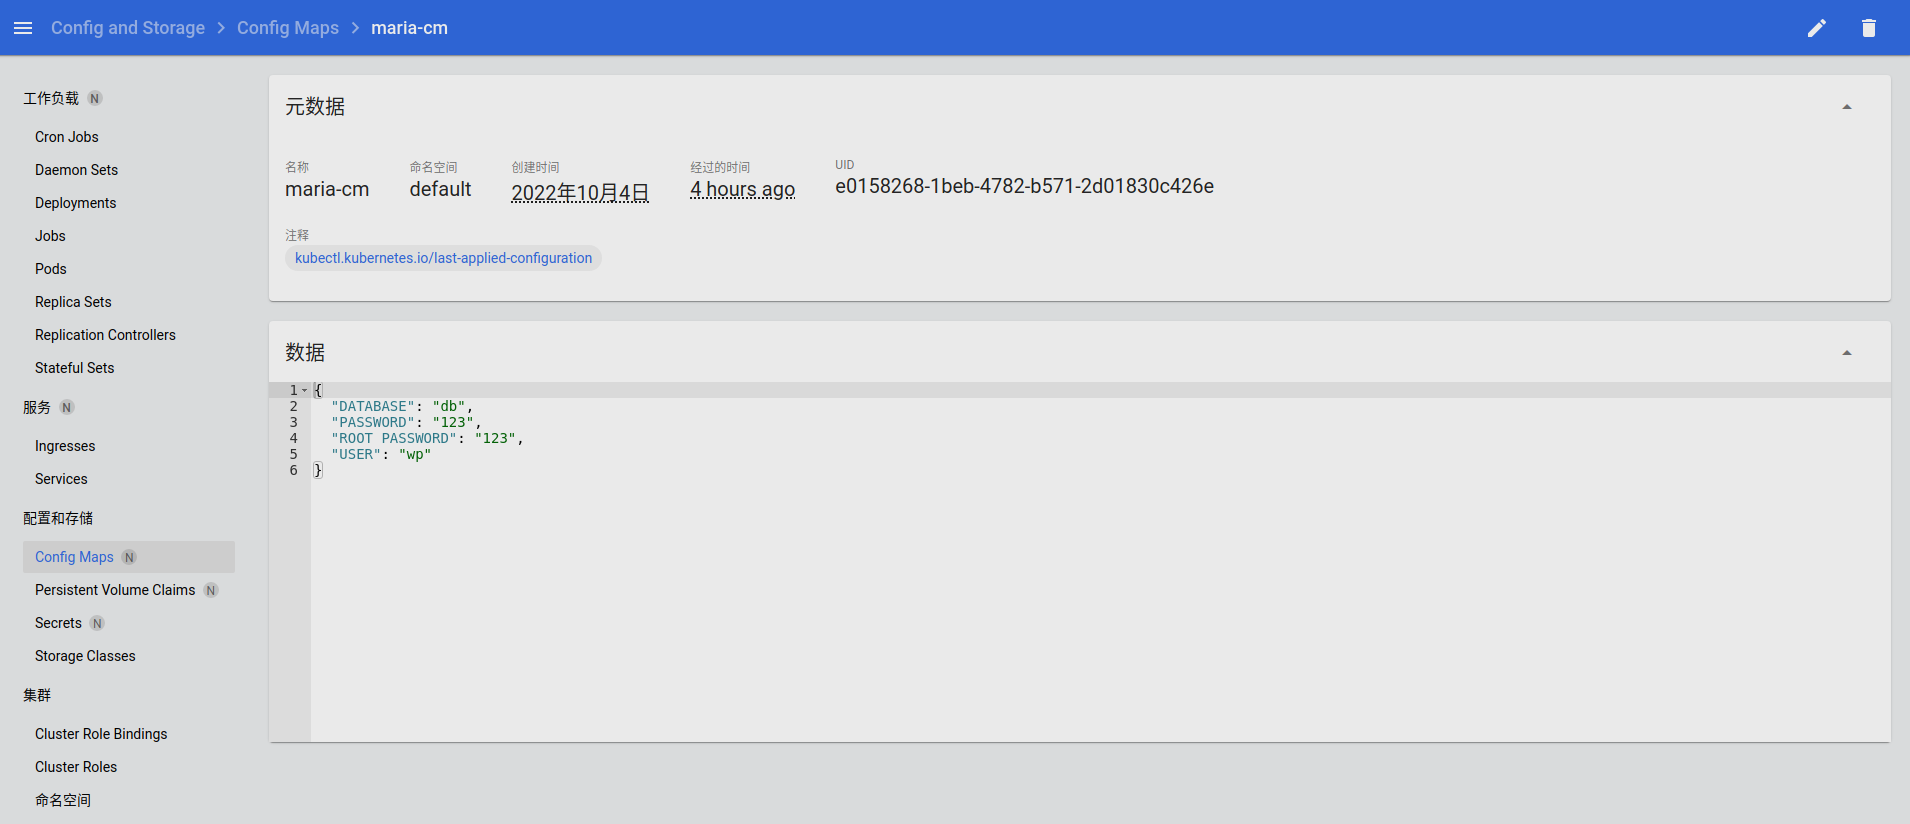 Config and Storage > Config Maps > maria-cm
工作负载 N
Cron Jobs
Daemon Sets
Deployments
Jobs
Pods
Replica Sets
Replication Controllers
Stateful Sets
服务 N
Ingresses
Services
配置和存储
Config Maps N
Persistent Volume Claims N
Secrets N
Storage Classes
集群
Cluster Role Bindings
Cluster Roles
命名空间
元数据
名称
maria-cm
命名空间
default
创建时间
2022年10月4日
经过的时间
4 hours ago
UID
e0158268-1beb-4782-b571-2d01830c426e
注释
kubectl.kubernetes.io/last-applied-configuration
数据
1 {
2 "DATABASE": "db",
3 "PASSWORD": "123",
4 "ROOT PASSWORD": "123",
5 "USER": "wp"
6 }